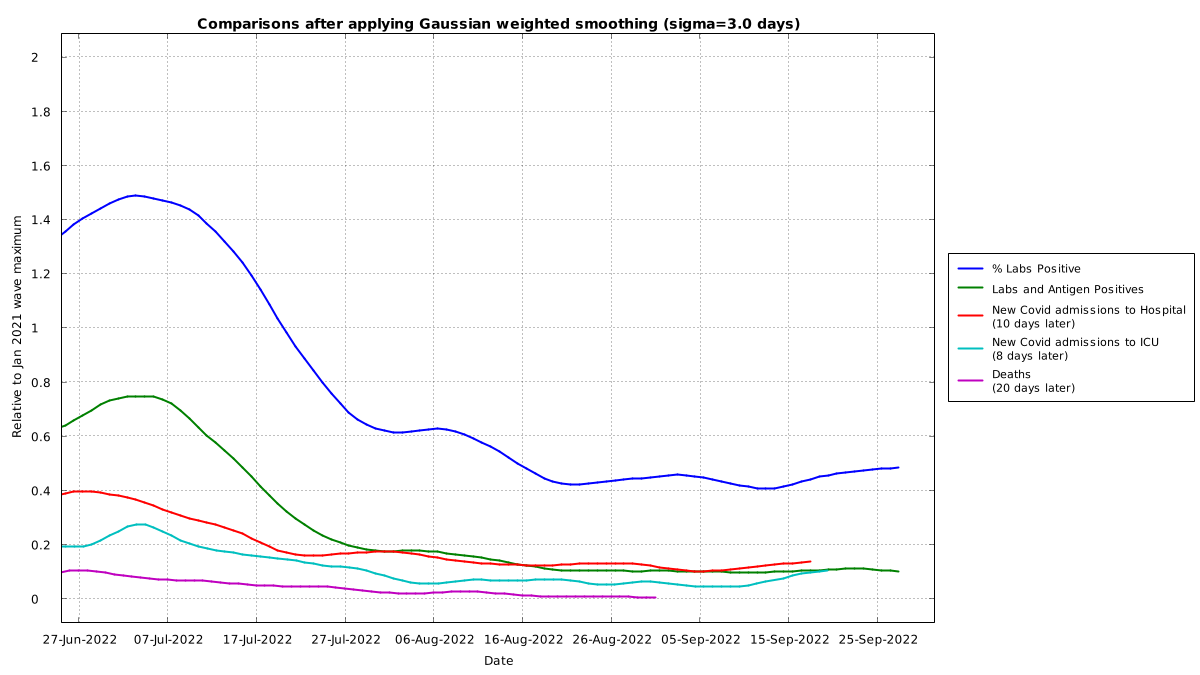 Comparisons after applying Gaussian weighted smoothing (sigma=3.0 days)
Relative to Jan 2021 wave maximum
2
1.8
1.6
1.4
1.2
1
0.8
0.6
0.4
0.2
0
27-Jun-2022 07-Jul-2022 17-Jul-2022 27-Jul-2022 06-Aug-2022 16-Aug-2022 26-Aug-2022 05-Sep-2022 15-Sep-2022 25-Sep-2022
Date
% Labs Positive
Labs and Antigen Positives
New Covid admissions to Hospital
(10 days later)
New Covid admissions to ICU
(8 days later)
Deaths
(20 days later)